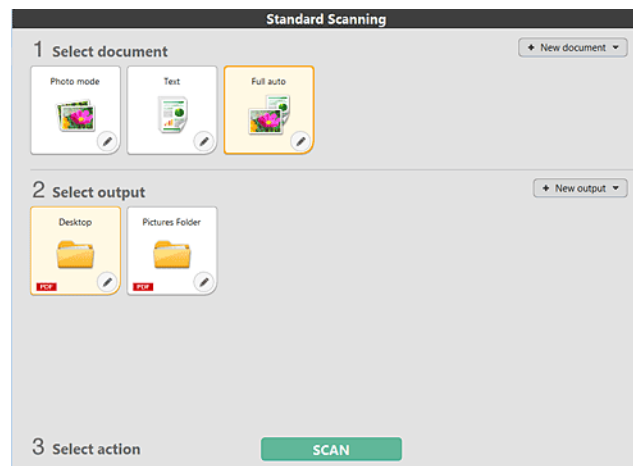 Standard Scanning
1 Select document
+ New document
Photo mode
Text
Full auto
2 Select output
+ New output
Desktop
Pictures Folder
PDF
PDF
3 Select action
SCAN